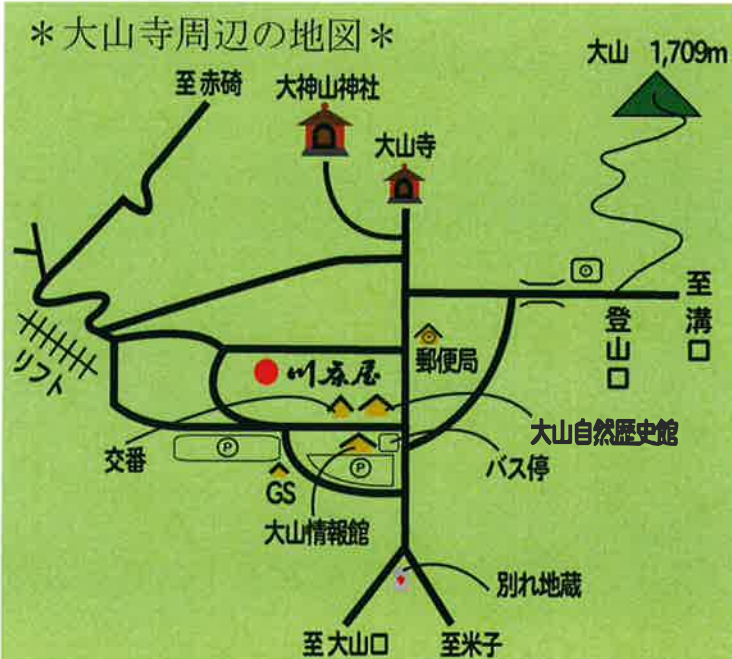 ＊大山寺周辺の地図＊
大山 1,709m
至赤碕
大神山神社
大山寺
至溝口
登山口
リフト
郵便局
川床屋
大山自然歴史館
交番
P
P
バス停
GS
大山情報館
別れ地蔵
至大山口
至米子